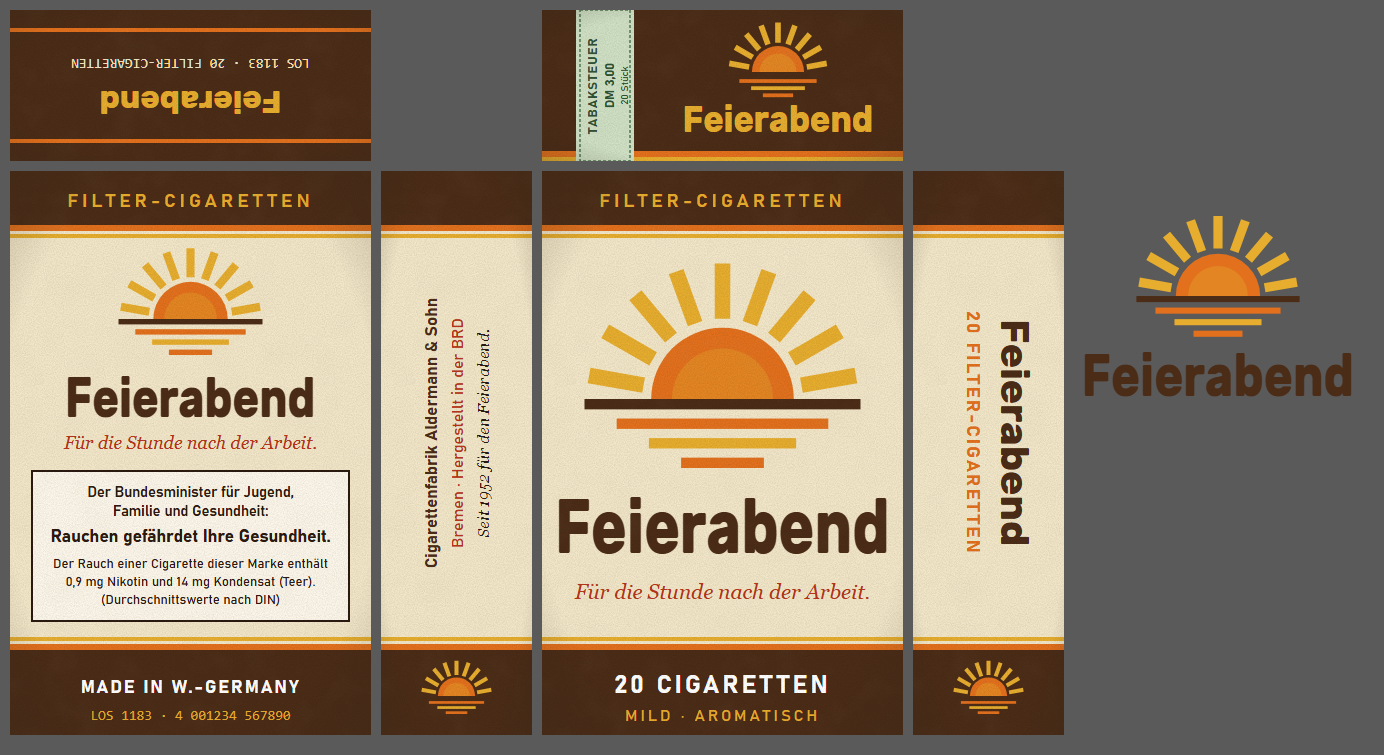 LOS 1183 · 20 FILTER-CIGARETTEN
Feierabend
TABAKSTEUER
DM 3,00
20 Stück
Feierabend
FILTER-CIGARETTEN
Feierabend
Für die Stunde nach der Arbeit.
Der Bundesminister für Jugend,
Familie und Gesundheit:
Rauchen gefährdet Ihre Gesundheit.
Der Rauch einer Cigarette dieser Marke enthält
0,9 mg Nikotin und 14 mg Kondensat (Teer).
(Durchschnittswerte nach DIN)
MADE IN W.-GERMANY
LOS 1183 · 4 001234 567890
Cigarettenfabrik Aldermann & Sohn
Bremen · Hergestellt in der BRD
Seit 1952 für den Feierabend.
FILTER-CIGARETTEN
Feierabend
Für die Stunde nach der Arbeit.
20 CIGARETTEN
MILD · AROMATISCH
Feierabend
20 FILTER-CIGARETTEN
Feierabend